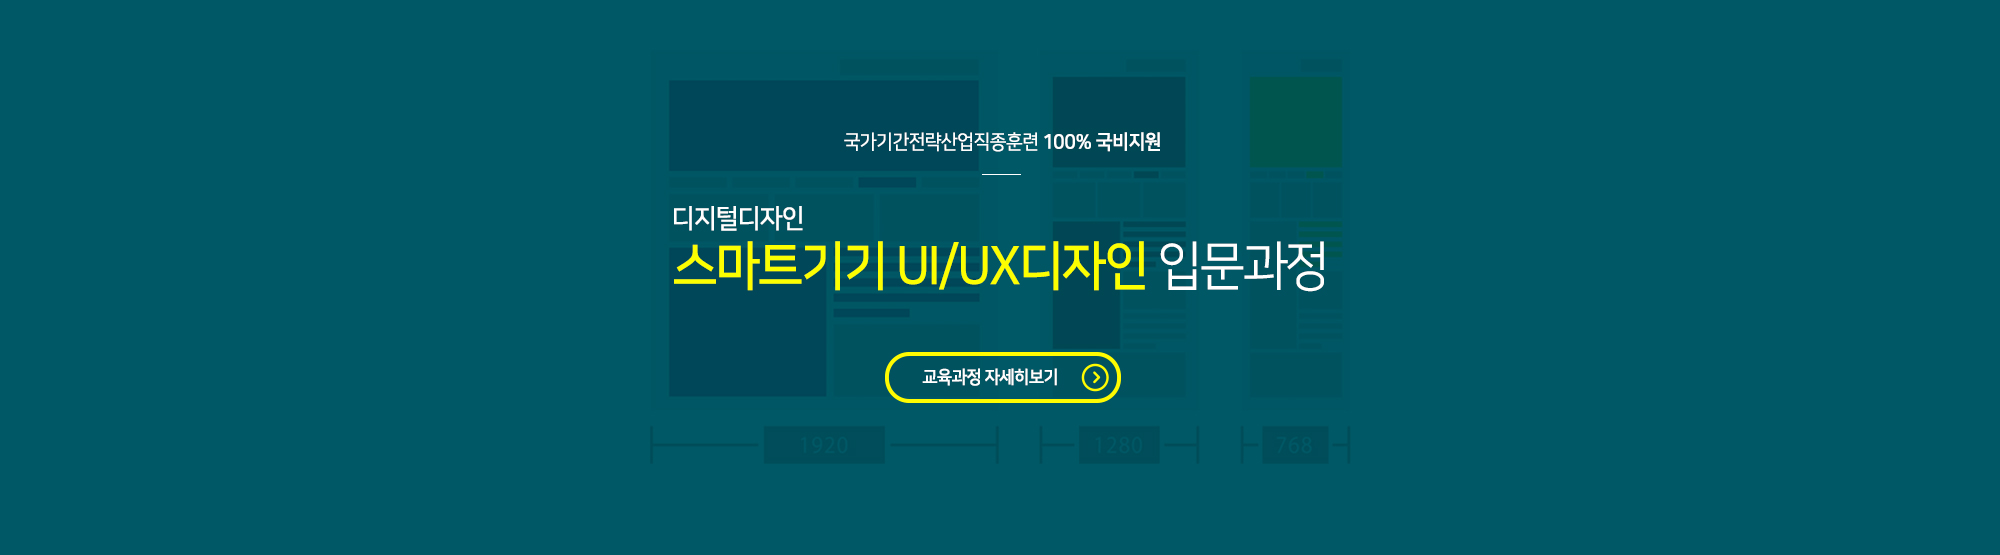 국가기간전략산업직종훈련 100% 국비지원
디지털디자인
스마트기기 UI/UX디자인 입문과정
교육과정 자세히보기
1920
1280
768